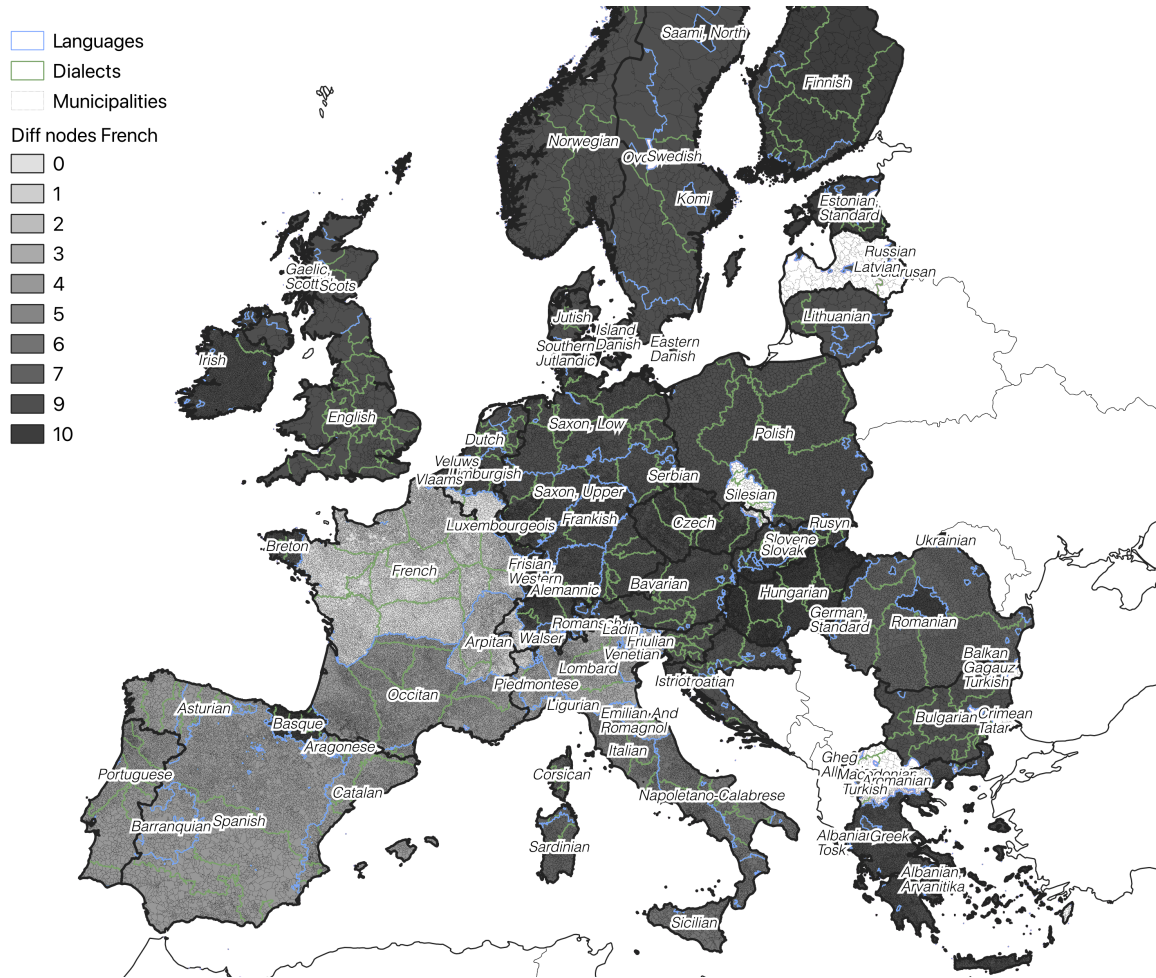 Languages
Dialects
Municipalities
Diff nodes French
0
1
2
3
4
5
6
7
9
10
Saami, North
Finnish
Norwegian
Swedish
Komi
Estonian,
Standard
Russian
Latvian
Lithuanian
Gaelic,
Scott
Scots
Jutish
Island
Danish
Southern
Jutlandic
Eastern
Danish
Irish
English
Saxon, Low
Polish
Dutch
Veluws
Limburgish
Vlaams
Serbian
Saxon, Upper
Silesian
Luxembourgeois
Frankish
Czech
Rusyn
Slovene
Slovak
Ukrainian
Breton
French
Frisian,
Western
Alemannic
Bavarian
Hungarian
German,
Standard
Romanian
Romansch
Ladin
Walser
Friulian
Venetian
Arpitan
Lombard
Balkan
Gagauz
Turkish
Piedmontese
Istriot
Croatian
Occitan
Ligurian
Asturian
Basque
Aragonese
Emilian And
Romagnol
Bulgarian
Crimean
Tatar
Italian
Gheg
Macedonian
Aromanian
Turkish
Portuguese
Corsican
Catalan
Napoletano-Calabrese
Barranquian
Spanish
Sardinian
Albanian
Tosk
Greek
Albanian,
Arvanitika
Sicilian